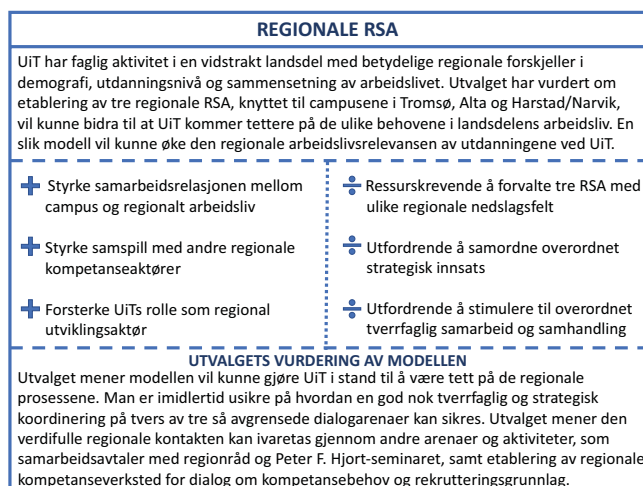 REGIONALE RSA
UiT har faglig aktivitet i en vidstrakt landsdel med betydelige regionale forskjeller i
demografi, utdanningsnivå og sammensetning av arbeidslivet. Utvalget har vurdert om
etablering av tre regionale RSA, knyttet til campusene i Tromsø, Alta og Harstad/Narvik,
vil kunne bidra til at UiT kommer tettere på de ulike behovene i landsdelens arbeidsliv. En
slik modell vil kunne øke den regionale arbeidslivsrelevansen av utdanningene ved UiT.
Styrke samarbeidsrelasjonen mellom
campus og regionalt arbeidsliv
Styrke samspill med andre regionale
kompetanseaktører
Forsterke UiTs rolle som regional
utviklingsaktør
Ressurskrevende å forvalte tre RSA med
ulike regionale nedslagsfelt
Utfordrende å samordne overordnet
strategisk innsats
Utfordrende å stimulere til overordnet
tverrfaglig samarbeid og samhandling
UTVALGETS VURDERING AV MODELLEN
Utvalget mener modellen vil kunne gjøre UiT i stand til å være tett på de regionale
prosessene. Man er imidlertid usikre på hvordan en god nok tverrfaglig og strategisk
koordinering på tvers av tre så avgrensede dialogarenaer kan sikres. Utvalget mener den
verdifulle regionale kontakten kan ivaretas gjennom andre arenaer og aktiviteter, som
samarbeidsavtaler med regionråd og Peter F. Hjort-seminaret, samt etablering av regionale
kompetanseverksted for dialog om kompetansebehov og rekrutteringsgrunnlag.